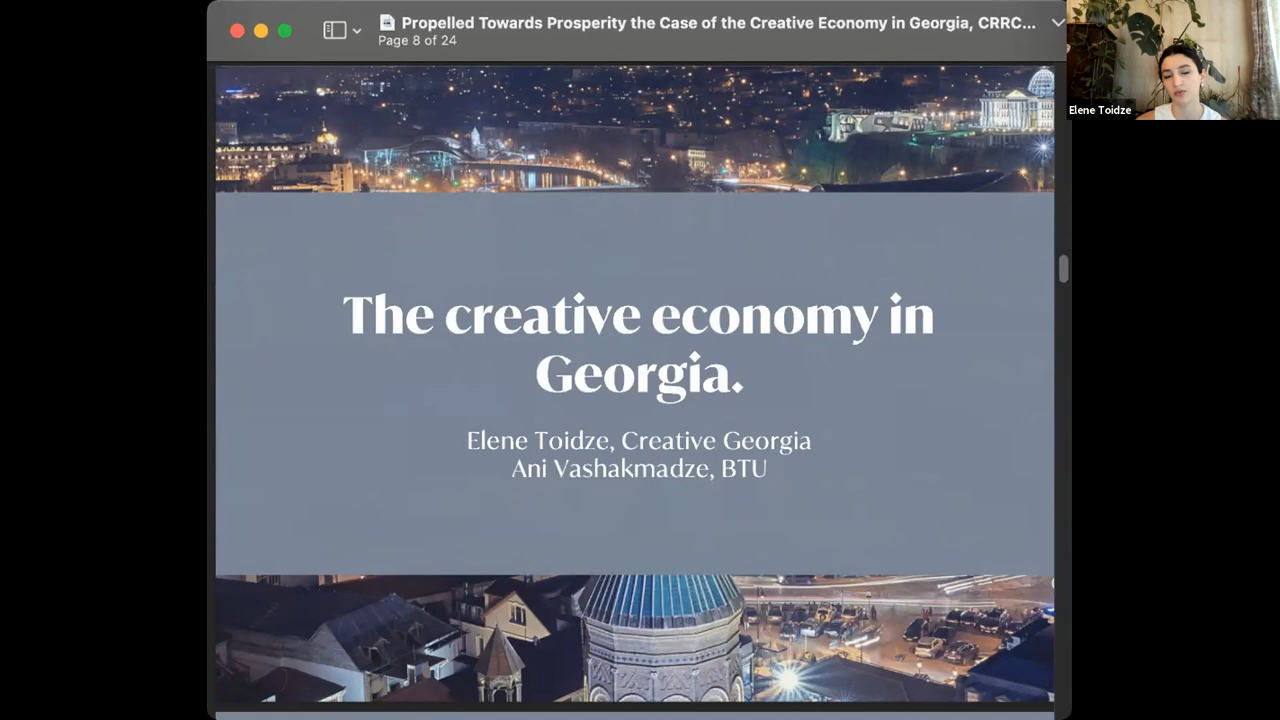 Propelled Towards Prosperity the Case of the Creative Economy in Georgia, CRRC...
Page 8 of 24
Elene Toidze
The creative economy in
Georgia.
Elene Toidze, Creative Georgia
Ani Vashakmadze, BTU